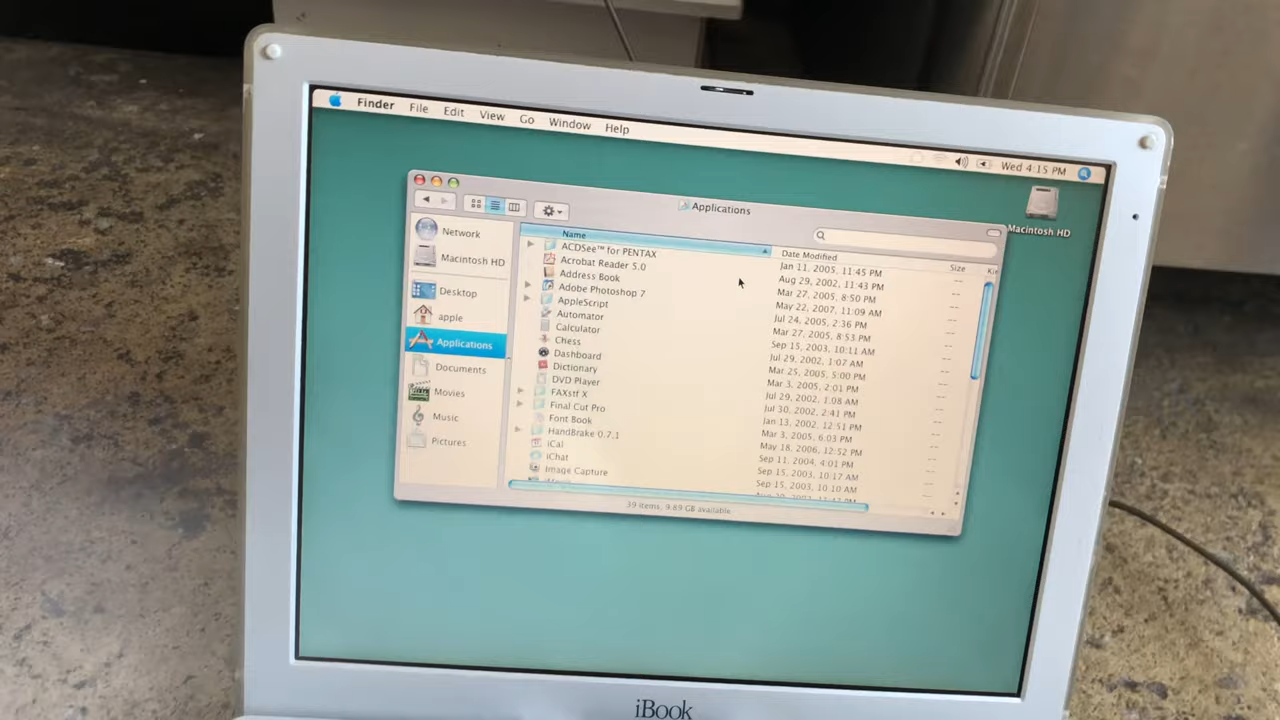 Finder File Edit View Go Window Help
Wed 4:15 PM
Macintosh HD
Applications
Network
Macintosh HD
Desktop
apple
Applications
Documents
Movies
Music
Pictures
Name Date Modified Size
ACDSee™ for PENTAX Jan 11, 2005, 11:45 PM --
Acrobat Reader 5.0 Aug 29, 2002, 11:43 PM --
Address Book Mar 27, 2005, 8:50 PM --
Adobe Photoshop 7 May 22, 2007, 11:09 AM --
AppleScript Jul 24, 2005, 2:36 PM --
Automator Mar 27, 2005, 8:53 PM --
Calculator Sep 15, 2003, 10:11 AM --
Chess Jul 29, 2002, 1:07 AM --
Dashboard Mar 25, 2005, 5:00 PM --
Dictionary Mar 3, 2005, 2:01 PM --
DVD Player Jul 29, 2002, 1:08 AM --
FAXstf X Jul 30, 2002, 2:41 PM --
Final Cut Pro Jan 13, 2002, 12:51 PM --
Font Book Mar 3, 2005, 6:03 PM --
HandBrake 0.7.1 May 18, 2006, 12:52 PM --
iCal Sep 11, 2004, 4:01 PM --
iChat Sep 15, 2003, 10:17 AM --
Image Capture Sep 15, 2003, 10:10 AM --
39 items, 9.89 GB available
iBook